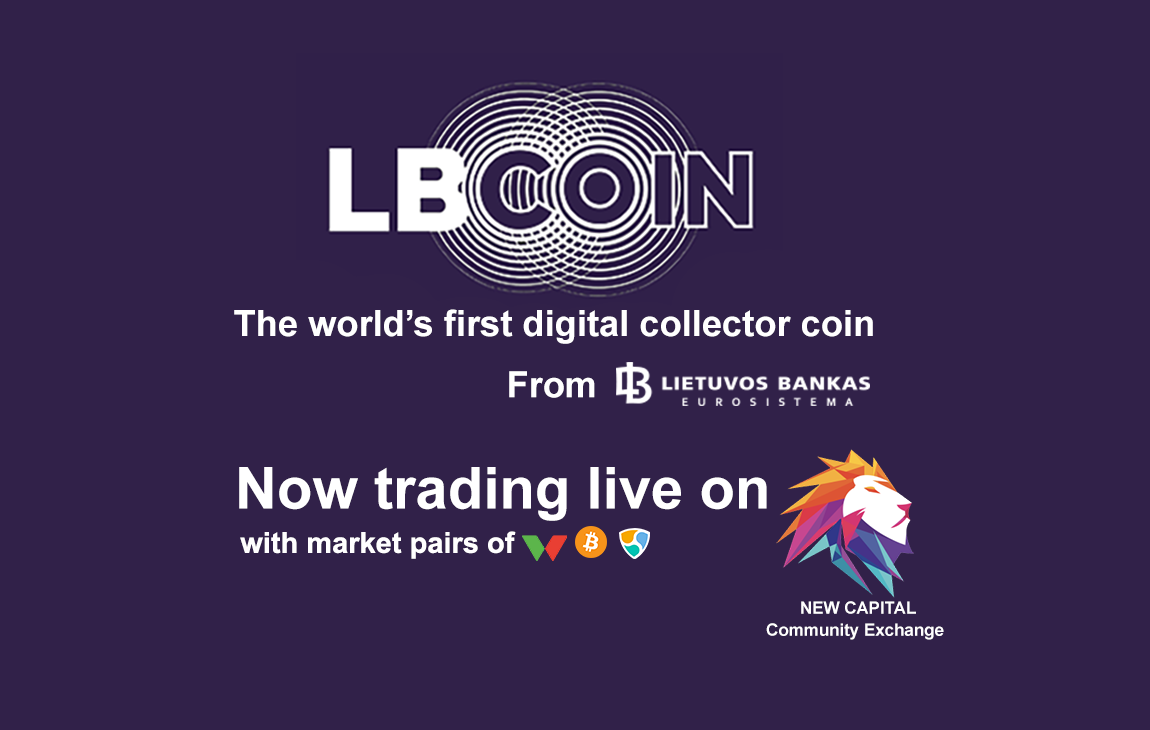 LBCOIN
The world's first digital collector coin
From LIETUVOS BANKAS
EUROSISTEMA
Now trading live on
with market pairs of
NEW CAPITAL
Community Exchange